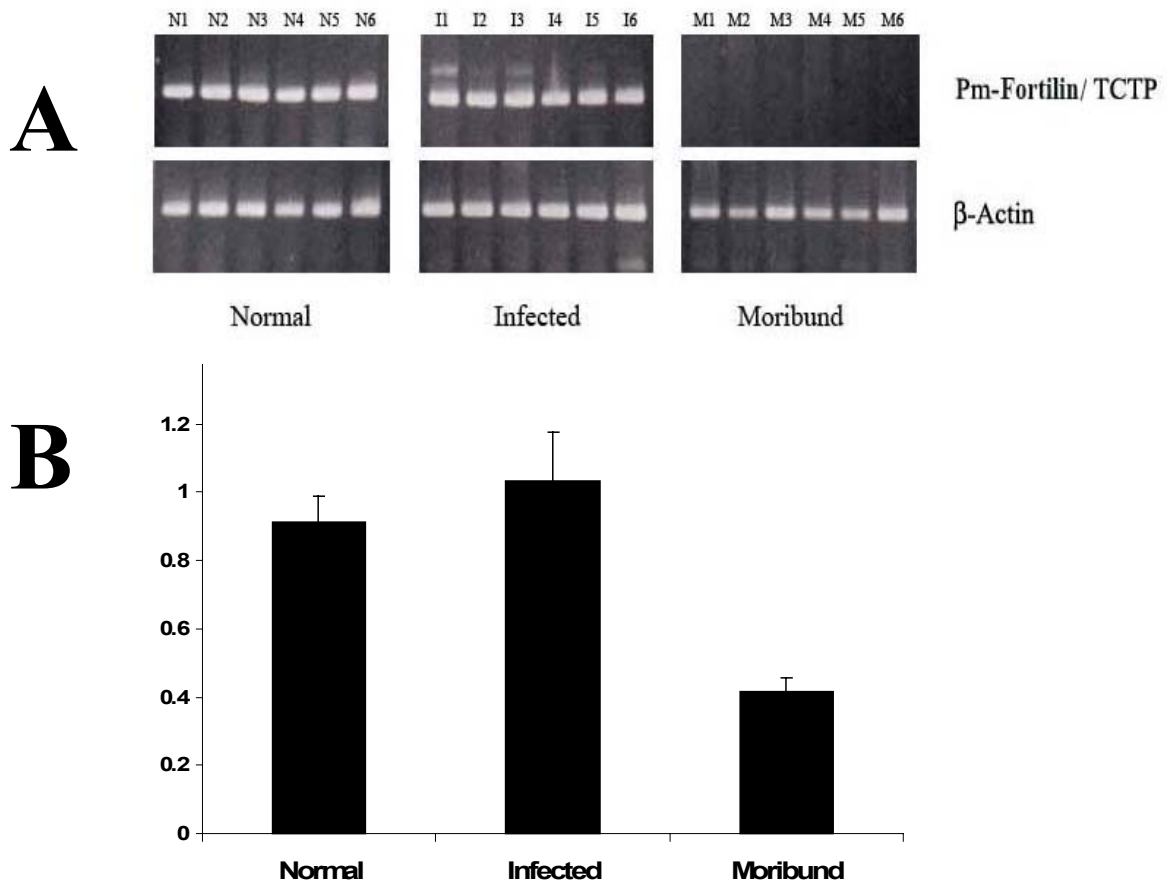 N1 N2 N3 N4 N5 N6 I1 I2 I3 I4 I5 I6 M1 M2 M3 M4 M5 M6
A
Pm-Fortilin/ TCTP
β-Actin
Normal Infected Moribund
B
1.2
1
0.8
0.6
0.4
0.2
0
Normal Infected Moribund